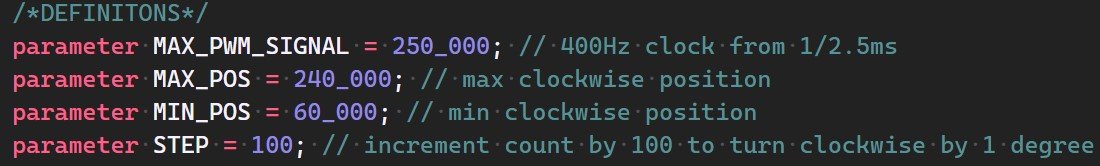 /*DEFINITONS*/
parameter MAX_PWM_SIGNAL = 250_000; // 400Hz clock from 1/2.5ms
parameter MAX_POS = 240_000; // max clockwise position
parameter MIN_POS = 60_000; // min clockwise position
parameter STEP = 100; // increment count by 100 to turn clockwise by 1 degree